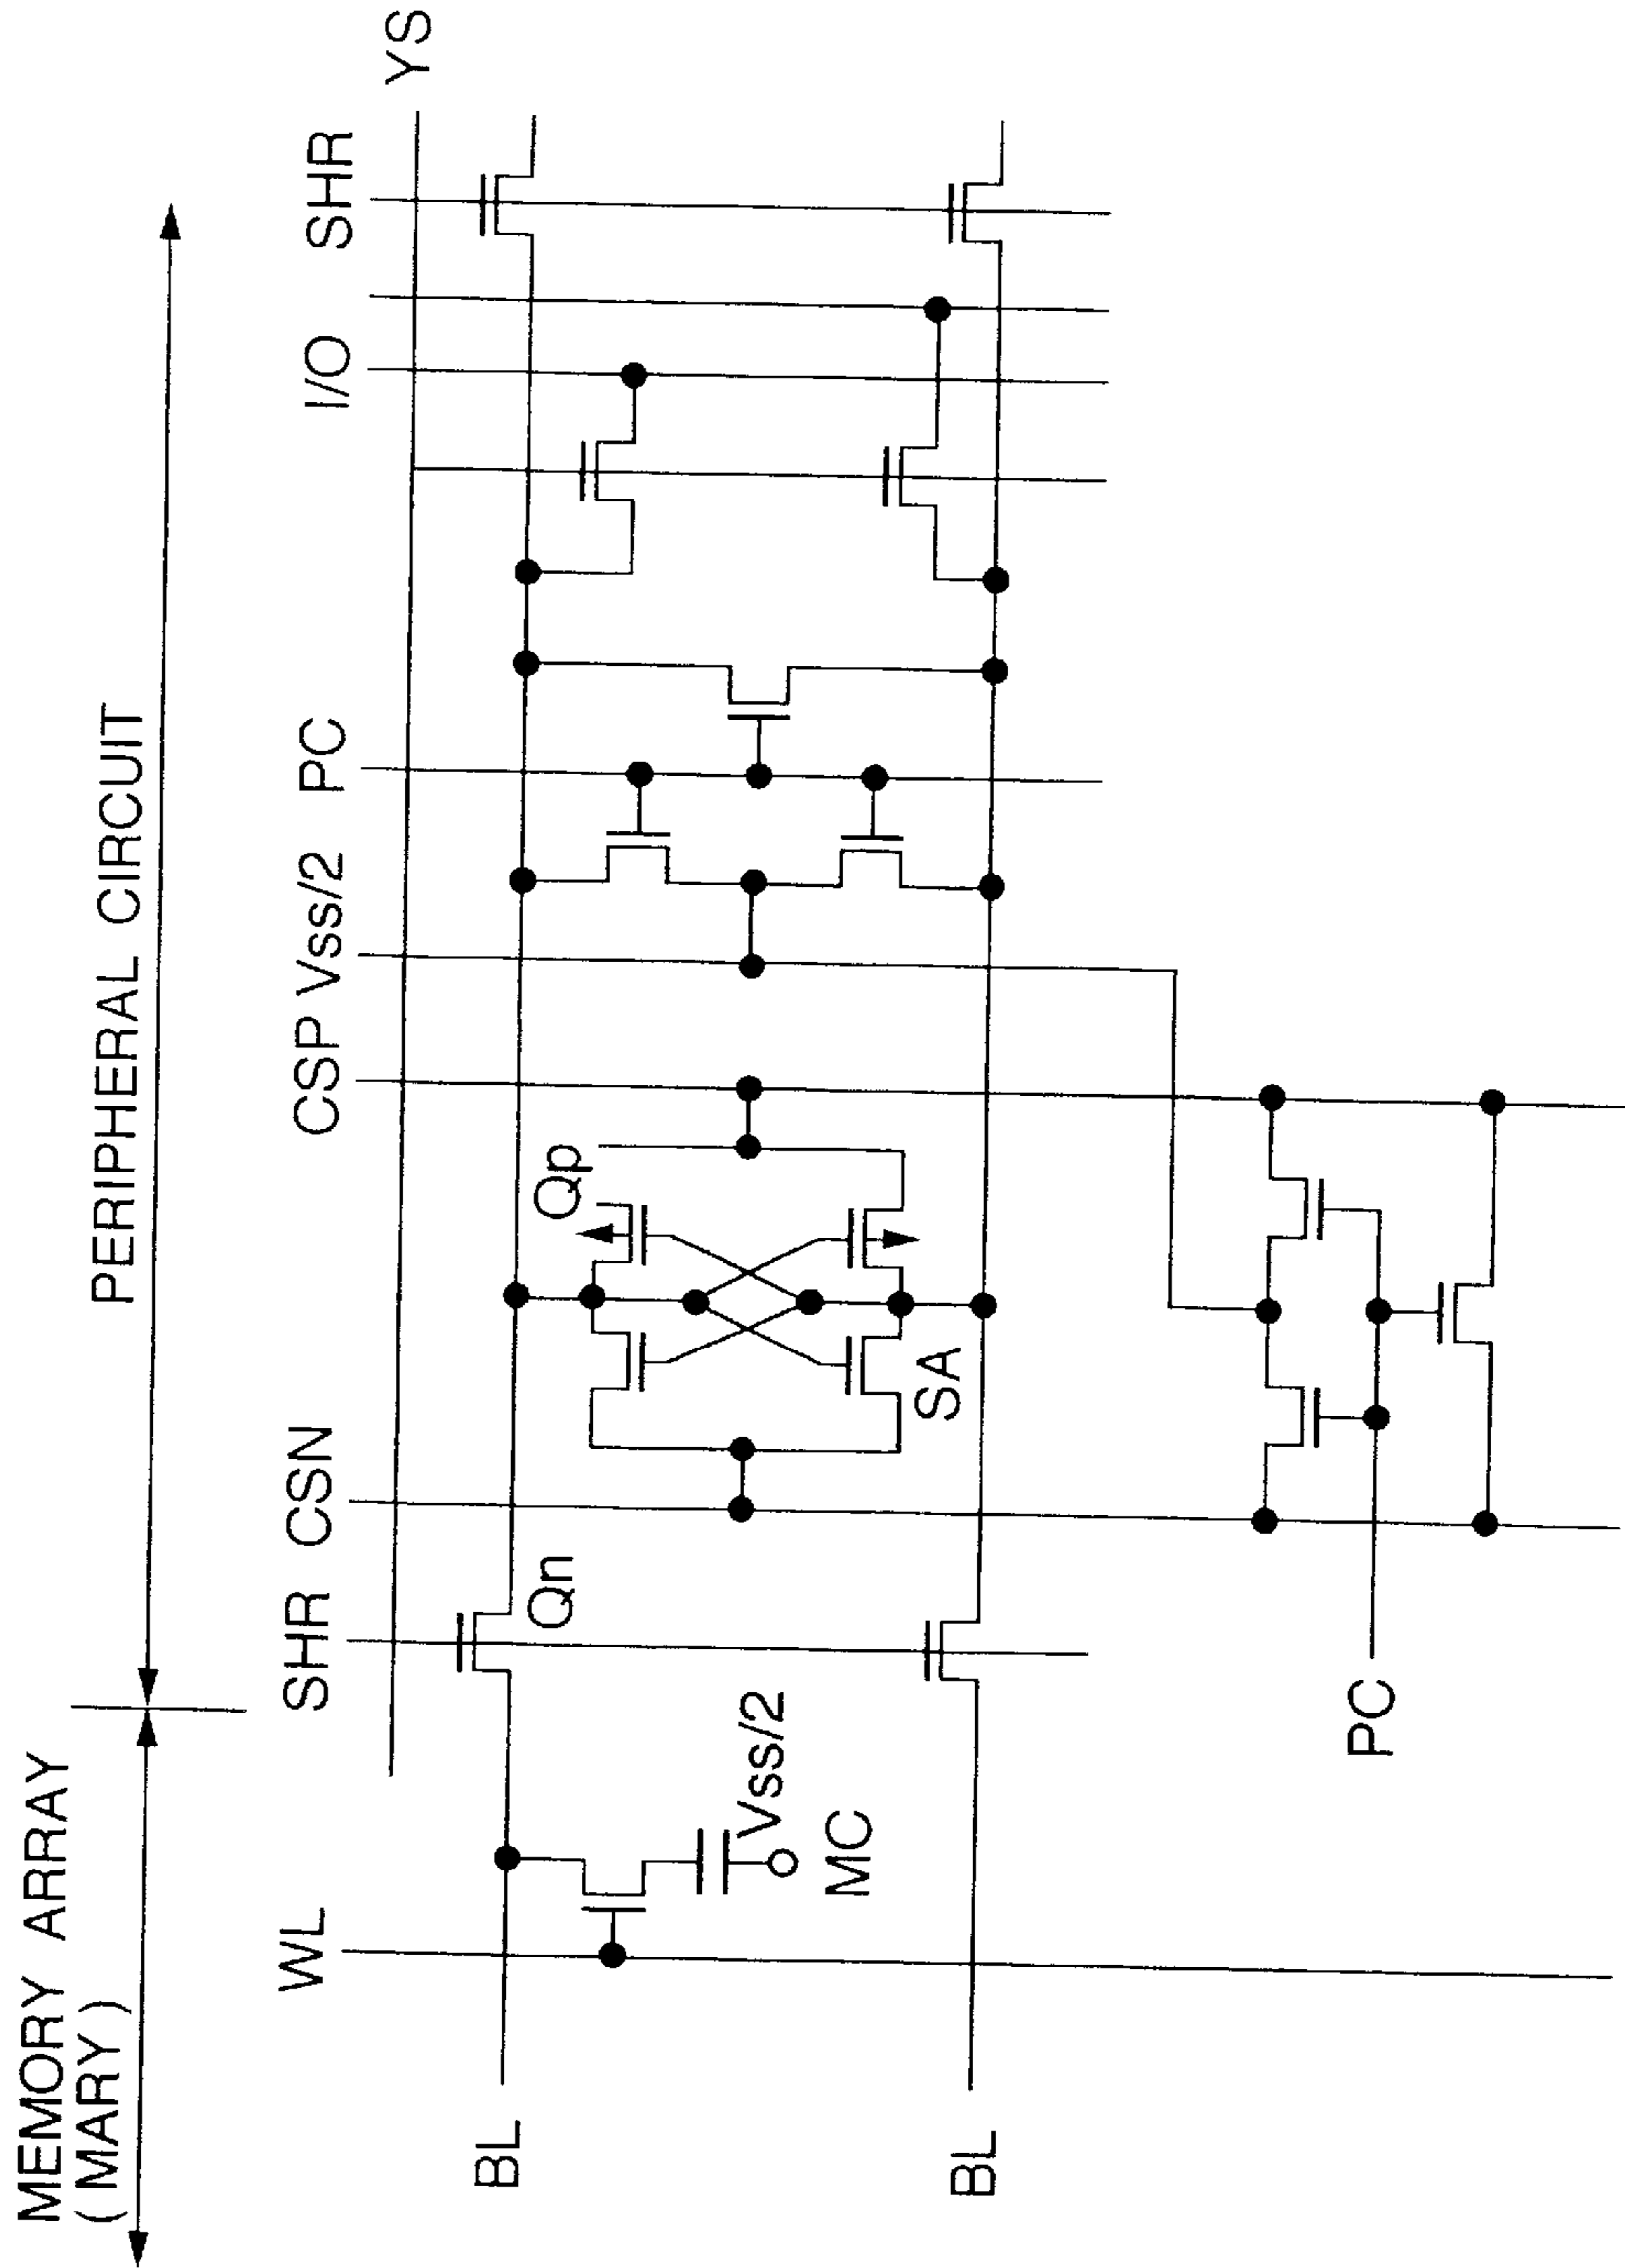 MEMORY ARRAY
( MARY )
PERIPHERAL CIRCUIT
WL
SHR
CSN
CSP
Vss/2
PC
I/O
SHR
YS
BL
Qn
Qp
Vss/2
MC
SA
BL
PC